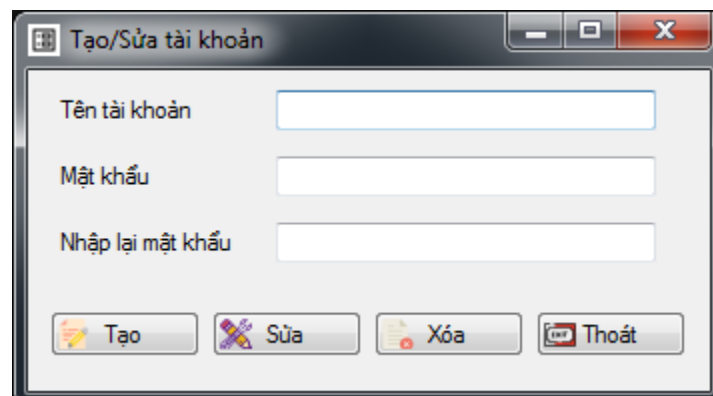 Tạo/Sửa tài khoản
Tên tài khoản
Mật khẩu
Nhập lại mật khẩu
Tạo Sửa Xóa Thoát